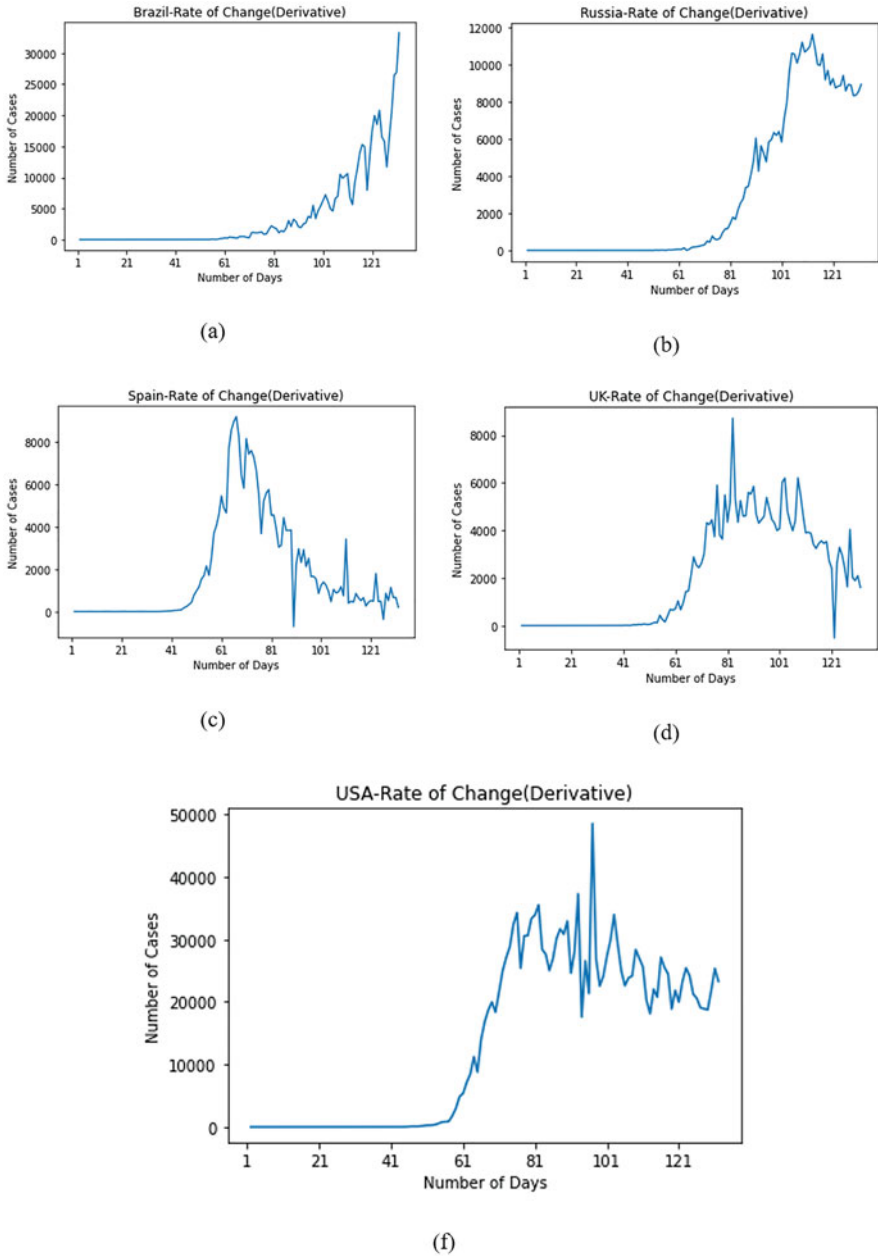 Brazil-Rate of Change(Derivative)
Number of Cases
30000
25000
20000
15000
10000
5000
0
1 21 41 61 81 101 121
Number of Days
(a)
Russia-Rate of Change(Derivative)
Number of Cases
12000
10000
8000
6000
4000
2000
0
1 21 41 61 81 101 121
Number of Days
(b)
Spain-Rate of Change(Derivative)
Number of Cases
8000
6000
4000
2000
0
1 21 41 61 81 101 121
Number of Days
(c)
UK-Rate of Change(Derivative)
Number of Cases
8000
6000
4000
2000
0
1 21 41 61 81 101 121
Number of Days
(d)
USA-Rate of Change(Derivative)
Number of Cases
50000
40000
30000
20000
10000
0
1 21 41 61 81 101 121
Number of Days
(f)